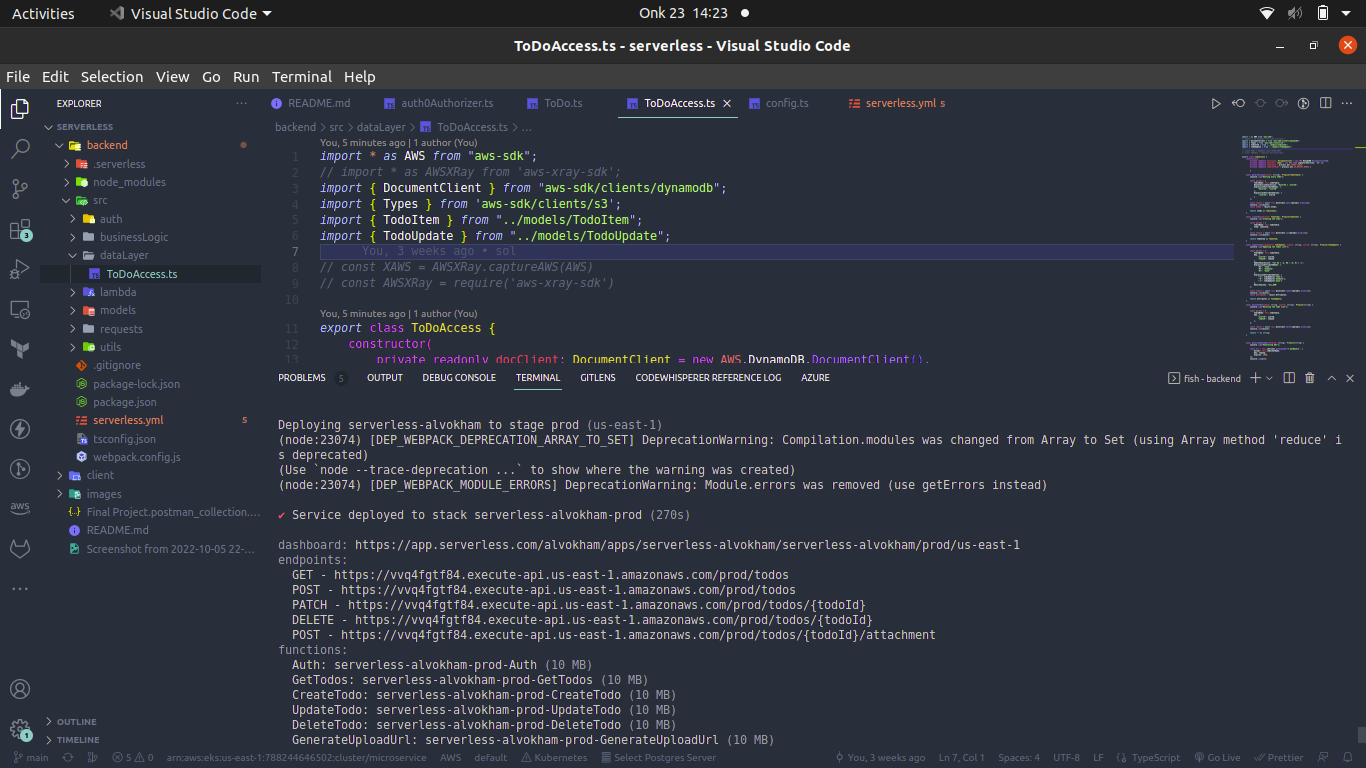 Activities
Visual Studio Code
Onk 23 14:23
ToDoAccess.ts - serverless - Visual Studio Code
File Edit Selection View Go Run Terminal Help
EXPLORER
README.md
auth0Authorizer.ts
ToDo.ts
ToDoAccess.ts
config.ts
serverless.yml 5
SERVERLESS
backend
.serverless
node_modules
src
auth
businessLogic
dataLayer
ToDoAccess.ts
lambda
models
requests
utils
.gitignore
package-lock.json
package.json
serverless.yml 5
tsconfig.json
webpack.config.js
client
images
Final Project.postman_collection....
README.md
Screenshot from 2022-10-05 22-...
OUTLINE
TIMELINE
3
aws
1
backend > src > dataLayer > ToDoAccess.ts > ...
You, 5 minutes ago | 1 author (You)
1 import * as AWS from "aws-sdk";
2 // import * as AWSXRay from 'aws-xray-sdk';
3 import { DocumentClient } from "aws-sdk/clients/dynamodb";
4 import { Types } from 'aws-sdk/clients/s3';
5 import { TodoItem } from "../models/TodoItem";
6 import { TodoUpdate } from "../models/TodoUpdate";
7 You, 3 weeks ago • sol
8 // const XAWS = AWSXRay.captureAWS(AWS)
9 // const AWSXRay = require('aws-xray-sdk')
10
You, 5 minutes ago | 1 author (You)
11 export class ToDoAccess {
12 constructor(
13 private readonly docClient: DocumentClient = new AWS.DynamoDB.DocumentClient(),
PROBLEMS 5 OUTPUT DEBUG CONSOLE TERMINAL GITLENS CODEWHISPERER REFERENCE LOG AZURE
fish - backend
Deploying serverless-alvokham to stage prod (us-east-1)
(node:23074) [DEP_WEBPACK_DEPRECATION_ARRAY_TO_SET] DeprecationWarning: Compilation.modules was changed from Array to Set (using Array method 'reduce' i
s deprecated)
(Use `node --trace-deprecation ...` to show where the warning was created)
(node:23074) [DEP_WEBPACK_MODULE_ERRORS] DeprecationWarning: Module.errors was removed (use getErrors instead)
✔ Service deployed to stack serverless-alvokham-prod (270s)
dashboard: https://app.serverless.com/alvokham/apps/serverless-alvokham/serverless-alvokham/prod/us-east-1
endpoints:
GET - https://vvq4fgtf84.execute-api.us-east-1.amazonaws.com/prod/todos
POST - https://vvq4fgtf84.execute-api.us-east-1.amazonaws.com/prod/todos
PATCH - https://vvq4fgtf84.execute-api.us-east-1.amazonaws.com/prod/todos/{todoId}
DELETE - https://vvq4fgtf84.execute-api.us-east-1.amazonaws.com/prod/todos/{todoId}
POST - https://vvq4fgtf84.execute-api.us-east-1.amazonaws.com/prod/todos/{todoId}/attachment
functions:
Auth: serverless-alvokham-prod-Auth (10 MB)
GetTodos: serverless-alvokham-prod-GetTodos (10 MB)
CreateTodo: serverless-alvokham-prod-CreateTodo (10 MB)
UpdateTodo: serverless-alvokham-prod-UpdateTodo (10 MB)
DeleteTodo: serverless-alvokham-prod-DeleteTodo (10 MB)
GenerateUploadUrl: serverless-alvokham-prod-GenerateUploadUrl (10 MB)
main 5 0 arn:aws:eks:us-east-1:788244646502:cluster/microservice AWS default Kubernetes Select Postgres Server You, 3 weeks ago Ln 7, Col 1 Spaces: 4 UTF-8 LF TypeScript Go Live Prettier